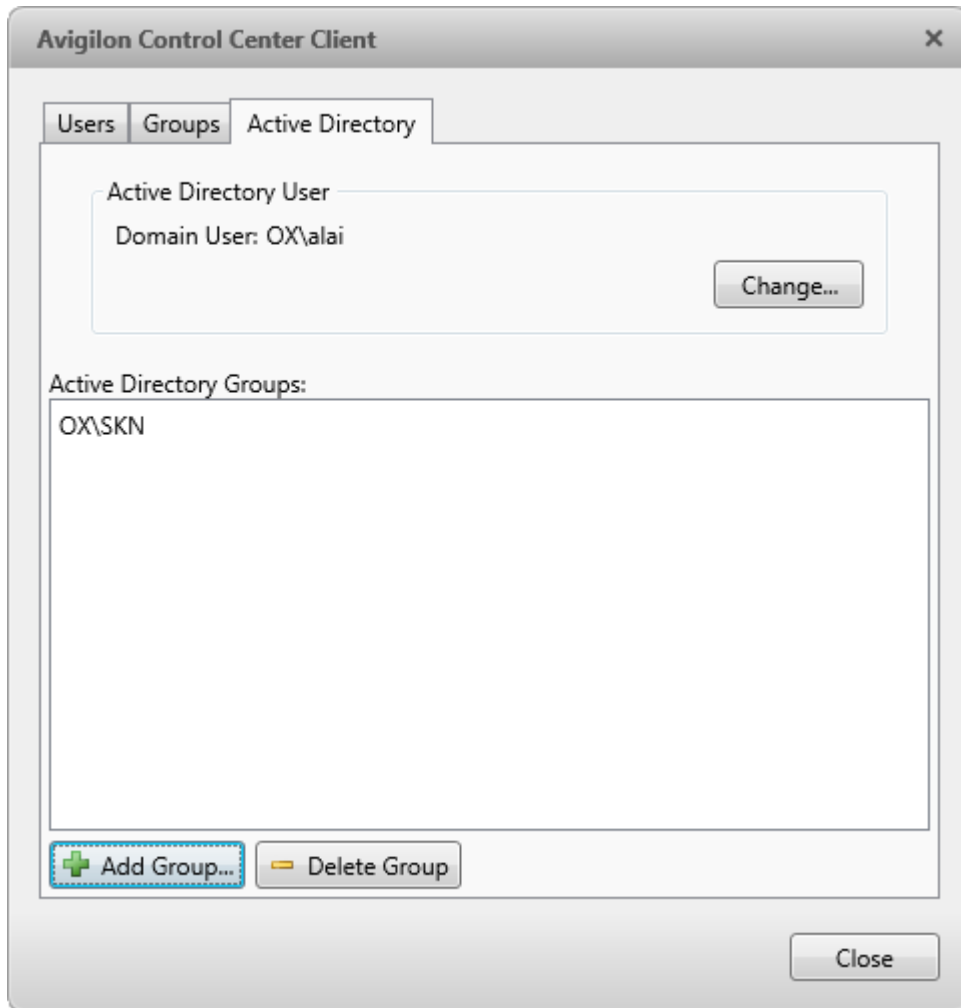 Avigilon Control Center Client
Users Groups Active Directory
Active Directory User
Domain User: OX\alai
Change...
Active Directory Groups:
OX\SKN
Add Group... Delete Group
Close